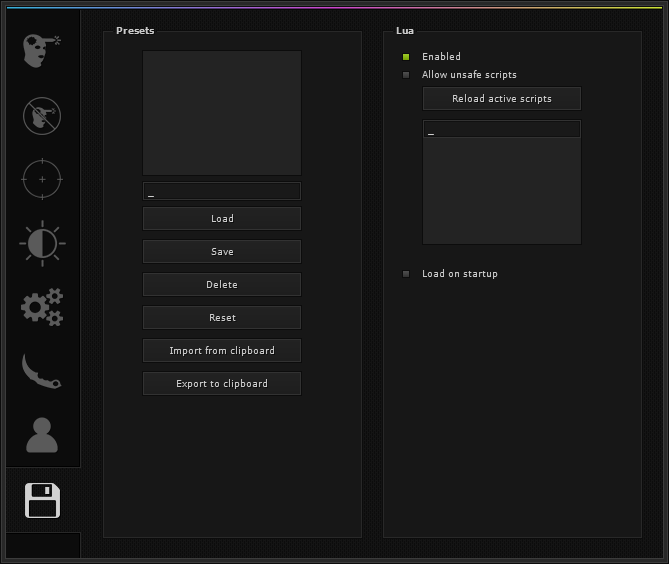 Presets
_
Load
Save
Delete
Reset
Import from clipboard
Export to clipboard
Lua
Enabled
Allow unsafe scripts
Reload active scripts
_
Load on startup